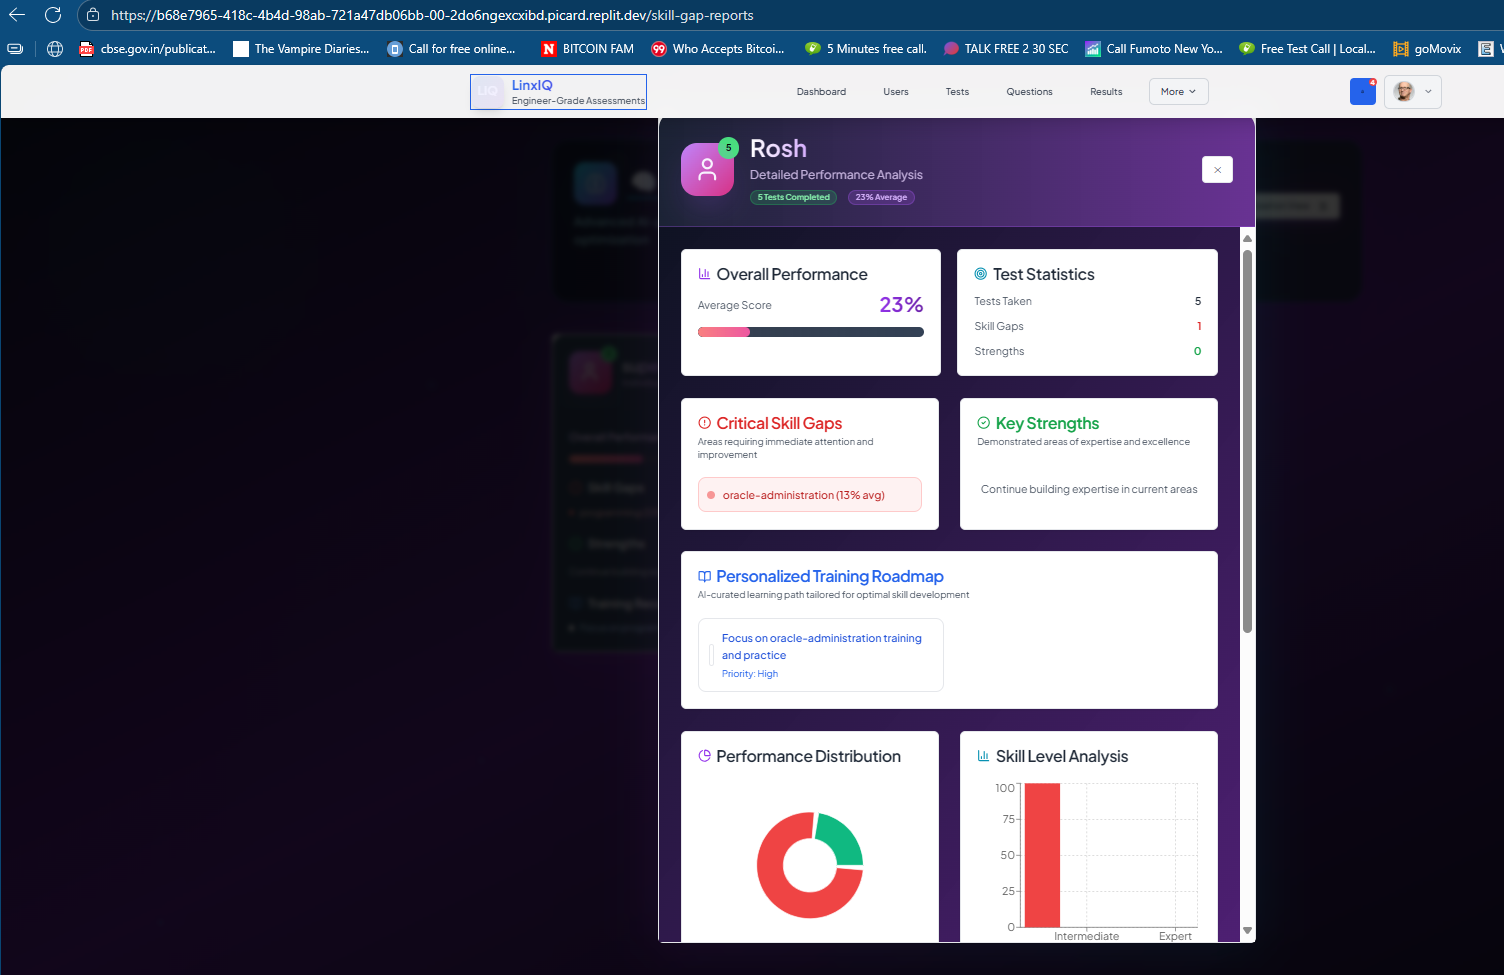 https://b68e7965-418c-4b4d-98ab-721a47db06bb-00-2do6ngexcxibd.picard.replit.dev/skill-gap-reports
cbse.gov.in/publicat...
The Vampire Diaries...
Call for free online...
BITCOIN FAM
Who Accepts Bitcoi...
5 Minutes free call.
TALK FREE 2 30 SEC
Call Fumoto New Yo...
Free Test Call | Local...
goMovix
LIQ
LinxIQ
Engineer-Grade Assessments
Dashboard
Users
Tests
Questions
Results
More
4
5
Rosh
Detailed Performance Analysis
5 Tests Completed
23% Average
Overall Performance
Average Score
23%
Test Statistics
Tests Taken
5
Skill Gaps
1
Strengths
0
Critical Skill Gaps
Areas requiring immediate attention and
improvement
oracle-administration (13% avg)
Key Strengths
Demonstrated areas of expertise and excellence
Continue building expertise in current areas
Personalized Training Roadmap
AI-curated learning path tailored for optimal skill development
Focus on oracle-administration training
and practice
Priority: High
Performance Distribution
Skill Level Analysis
100
75
50
25
0
Intermediate
Expert